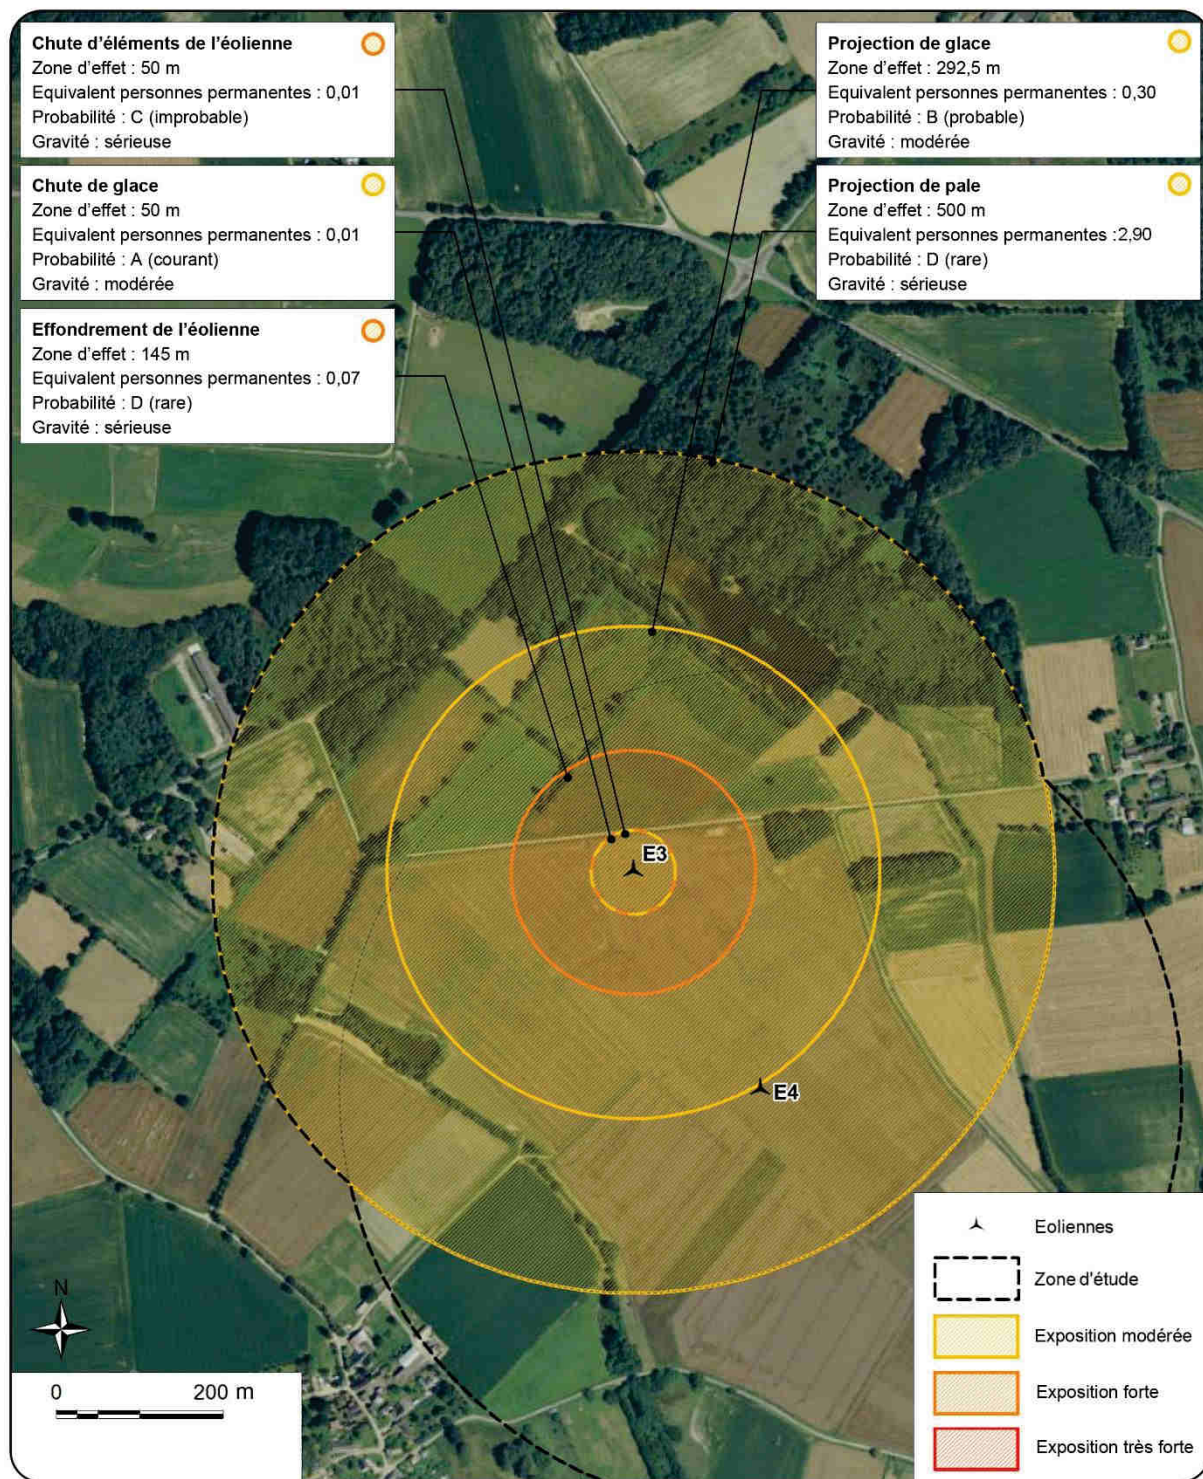 Chute d'éléments de l'éolienne
Zone d'effet : 50 m
Equivalent personnes permanentes : 0,01
Probabilité : C (improbable)
Gravité : sérieuse
Chute de glace
Zone d'effet : 50 m
Equivalent personnes permanentes : 0,01
Probabilité : A (courant)
Gravité : modérée
Effondrement de l'éolienne
Zone d'effet : 145 m
Equivalent personnes permanentes : 0,07
Probabilité : D (rare)
Gravité : sérieuse
Projection de glace
Zone d'effet : 292,5 m
Equivalent personnes permanentes : 0,30
Probabilité : B (probable)
Gravité : modérée
Projection de pale
Zone d'effet : 500 m
Equivalent personnes permanentes :2,90
Probabilité : D (rare)
Gravité : sérieuse
E3
E4
N
0 200 m
Eoliennes
Zone d'étude
Exposition modérée
Exposition forte
Exposition très forte